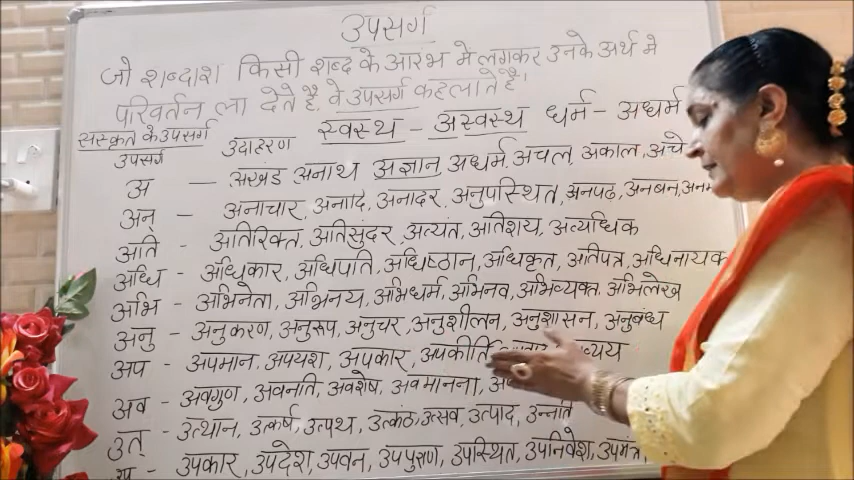 उपसर्ग
जो शब्दाश किसी शब्द के आरंभ मे लगकर उनके अर्थ मे
परिवर्तन ला देते है, वे उपसर्ग कहलाते है।
सस्कृत के उपसर्ग
स्वस्थ - अस्वस्थ धर्म - अधर्म
उपसर्ग उदाहरण
अ — अखंड अनाथ अज्ञान अधर्म, अचल, अकाल,
अन् — अनाचार, अनादि, अनादर, अनुपस्थित, अनपढ़, अनबन,
अति - अतिरिक्त, अतिसुंदर, अत्यंत, अतिशय, अत्यधिक
अधि - अधिकार, अधिपति, अधिष्ठान, अधिकृत, अतिपत्र, अधिनायक
अभि - अभिनेता, अभिनय, अभिधर्म, अभिनव, अभिव्यक्त, अभिलेख
अनु - अनुकरण, अनुरूप, अनुचर, अनुशीलन, अनुशासन, अनुबंध
अप - अपमान, अपयश, अपकार, अपकीर्ति
अव - अवगुण, अवनति, अवशेष, अवमानना,
उत् - उत्थान, उत्कर्ष, उत्पथ, उत्कंठ, उत्सव, उत्पाद, उन्नति
- उपकार, उपदेश, उपवन, उपपुराण, उपस्थित, उपनिवेश,